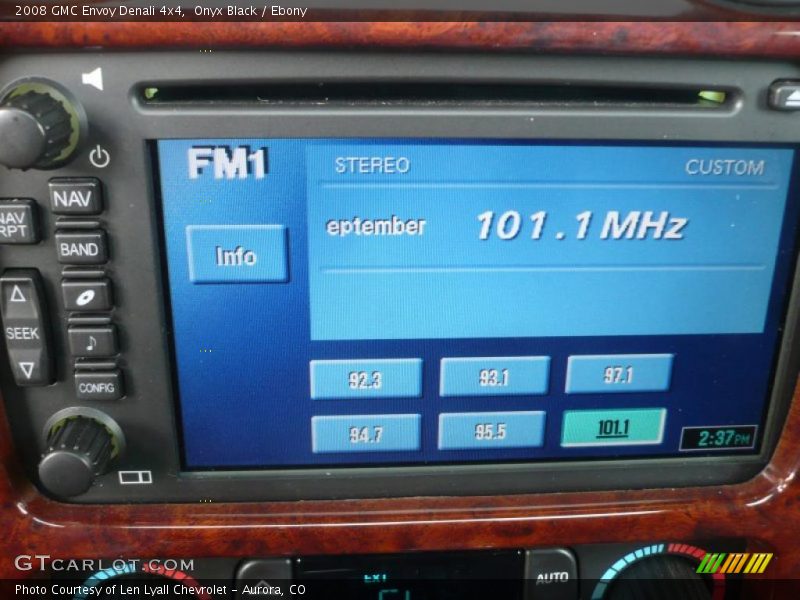 2008 GMC Envoy Denali 4x4, Onyx Black / Ebony
FM1
STEREO
CUSTOM
NAV
NAV RPT
BAND
eptember
101.1 MHz
Info
SEEK
CONFIG
92.3
93.1
97.1
94.7
95.5
101.1
2:37PM
GTCARLOT.COM
EXT
AUTO
Photo Courtesy of Len Lyall Chevrolet - Aurora, CO